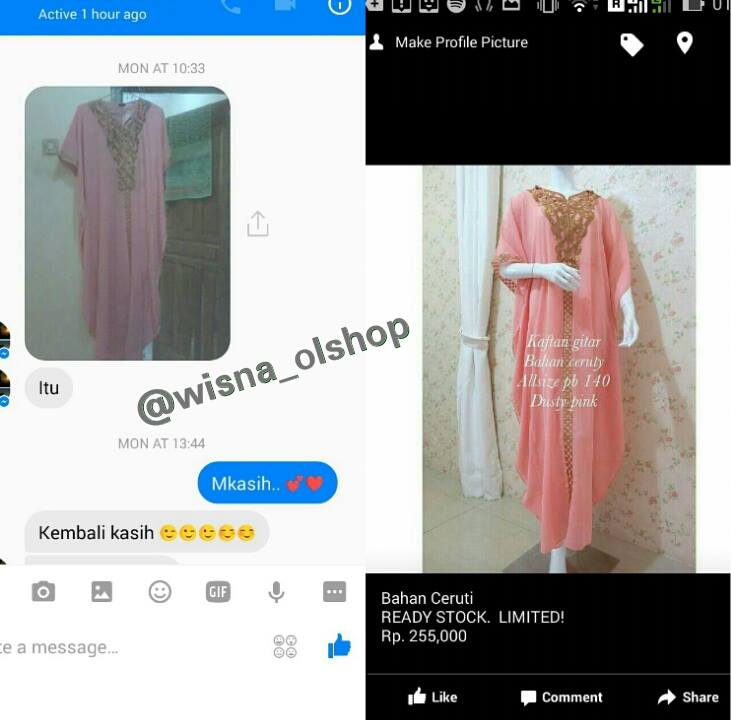 Active 1 hour ago
MON AT 10:33
Itu
@wisna_olshop
MON AT 13:44
Mkasih.. 💕❤️
Kembali kasih 😏😏😏😏😏
GIF
te a message...
Make Profile Picture
Kaftan gitar
Bahan ceruty
Allsize pb 140
Dusty pink
Bahan Ceruti
READY STOCK. LIMITED!
Rp. 255,000
Like Comment Share